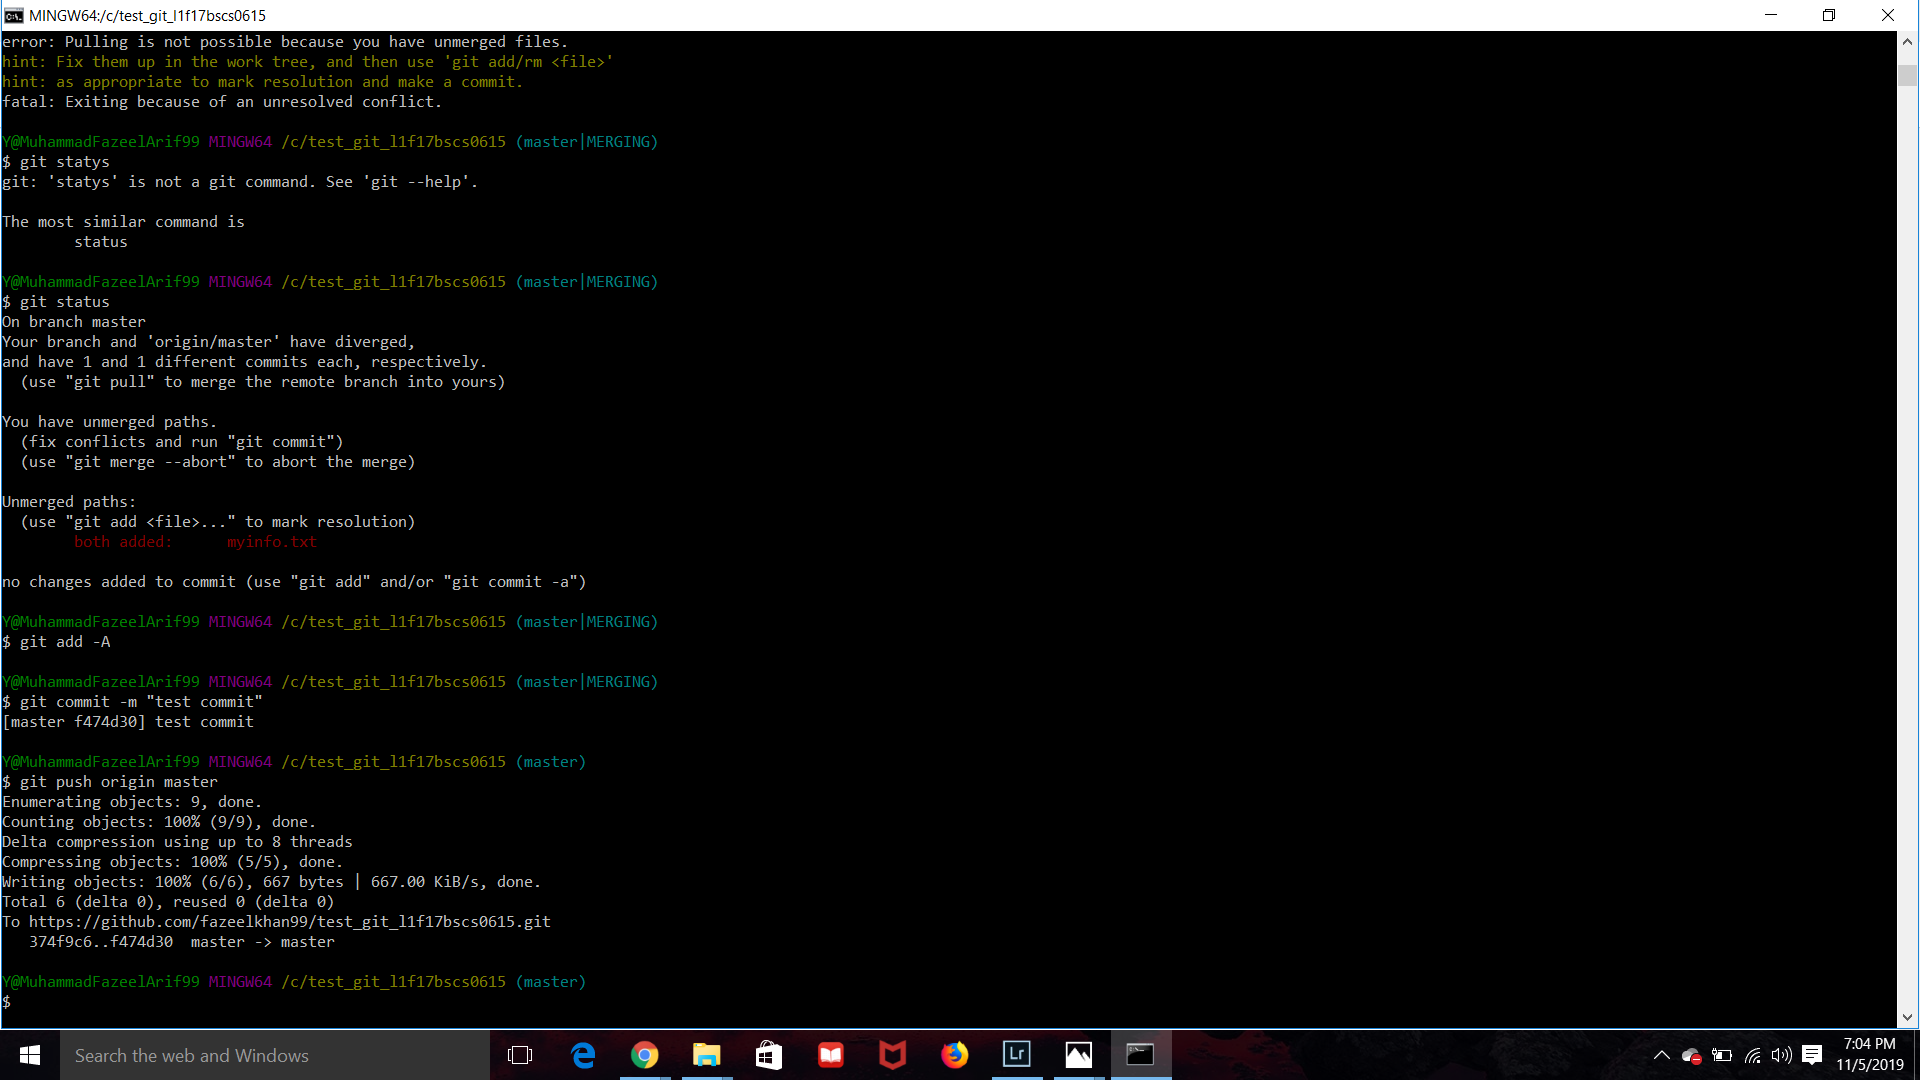 MINGW64:/c/test_git_l1f17bscs0615
error: Pulling is not possible because you have unmerged files.
hint: Fix them up in the work tree, and then use 'git add/rm <file>'
hint: as appropriate to mark resolution and make a commit.
fatal: Exiting because of an unresolved conflict.
Y@MuhammadFazeelArif99 MINGW64 /c/test_git_l1f17bscs0615 (master|MERGING)
$ git statys
git: 'statys' is not a git command. See 'git --help'.
The most similar command is
status
Y@MuhammadFazeelArif99 MINGW64 /c/test_git_l1f17bscs0615 (master|MERGING)
$ git status
On branch master
Your branch and 'origin/master' have diverged,
and have 1 and 1 different commits each, respectively.
(use "git pull" to merge the remote branch into yours)
You have unmerged paths.
(fix conflicts and run "git commit")
(use "git merge --abort" to abort the merge)
Unmerged paths:
(use "git add <file>..." to mark resolution)
both added: myinfo.txt
no changes added to commit (use "git add" and/or "git commit -a")
Y@MuhammadFazeelArif99 MINGW64 /c/test_git_l1f17bscs0615 (master|MERGING)
$ git add -A
Y@MuhammadFazeelArif99 MINGW64 /c/test_git_l1f17bscs0615 (master|MERGING)
$ git commit -m "test commit"
[master f474d30] test commit
Y@MuhammadFazeelArif99 MINGW64 /c/test_git_l1f17bscs0615 (master)
$ git push origin master
Enumerating objects: 9, done.
Counting objects: 100% (9/9), done.
Delta compression using up to 8 threads
Compressing objects: 100% (5/5), done.
Writing objects: 100% (6/6), 667 bytes | 667.00 KiB/s, done.
Total 6 (delta 0), reused 0 (delta 0)
To https://github.com/fazeelkhan99/test_git_l1f17bscs0615.git
374f9c6..f474d30 master -> master
Y@MuhammadFazeelArif99 MINGW64 /c/test_git_l1f17bscs0615 (master)
$
Search the web and Windows
Lr
7:04 PM
11/5/2019